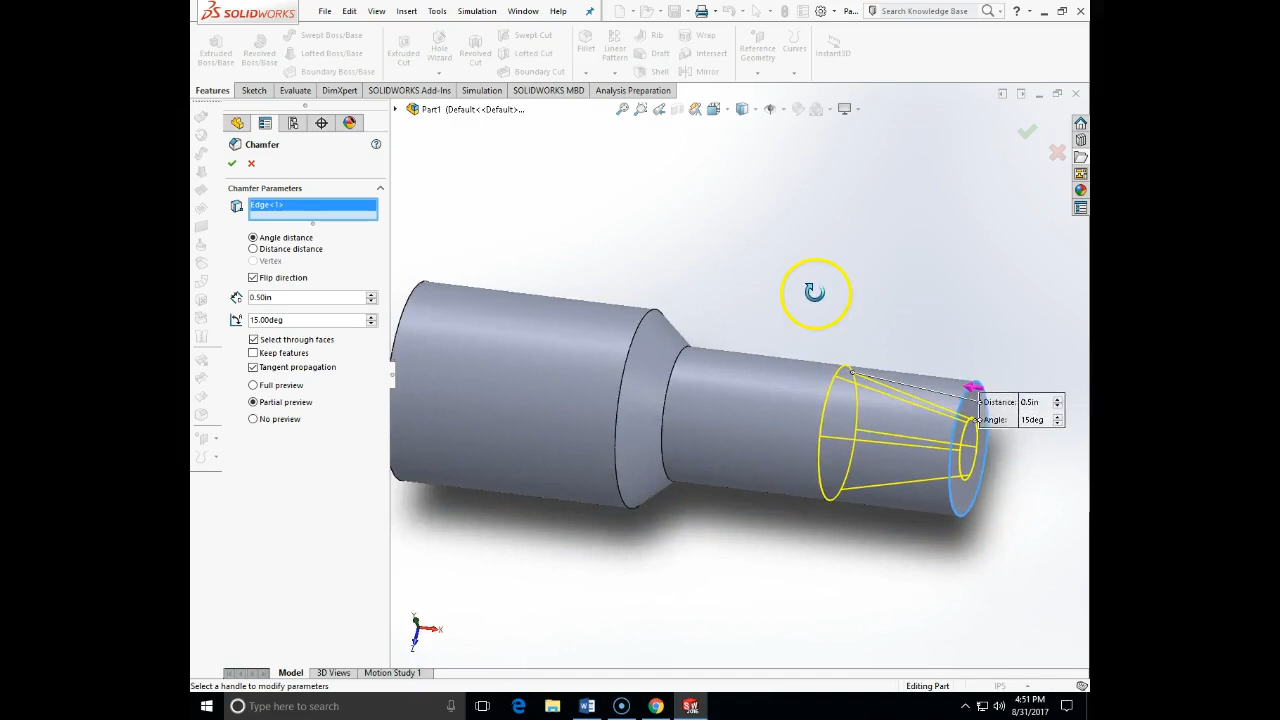 SOLIDWORKS File Edit View Insert Tools Simulation Window Help Pa... Search Knowledge Base ?
Extruded Boss/Base Revolved Boss/Base Swept Boss/Base Lofted Boss/Base Boundary Boss/Base Extruded Cut Hole Wizard Revolved Cut Swept Cut Lofted Cut Boundary Cut Fillet Linear Pattern Rib Draft Shell Wrap Intersect Mirror Reference Geometry Curves Instant3D
Features Sketch Evaluate DimXpert SOLIDWORKS Add-Ins Simulation SOLIDWORKS MBD Analysis Preparation
Part1 (Default<<Default>...
Chamfer
Chamfer Parameters
Edge<1>
Angle distance
Distance distance
Vertex
Flip direction
0.50in
15.00deg
Select through faces
Keep features
Tangent propagation
Full preview
Partial preview
No preview
Distance: 0.5in
Angle: 15deg
Y
X
Z
Model 3D Views Motion Study 1
Select a handle to modify parameters Editing Part IPS
Type here to search
4:51 PM
8/31/2017